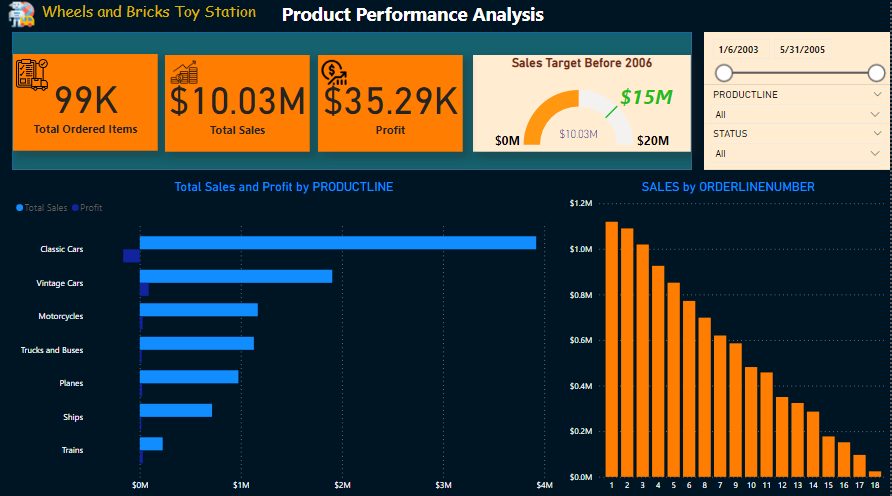 Wheels and Bricks Toy Station
Product Performance Analysis
99K
Total Ordered Items
$10.03M
Total Sales
$35.29K
Profit
Sales Target Before 2006
$15M
$10.03M
$0M
$20M
1/6/2003
5/31/2005
PRODUCTLINE
All
STATUS
All
Total Sales and Profit by PRODUCTLINE
Total Sales
Profit
Classic Cars
Vintage Cars
Motorcycles
Trucks and Buses
Planes
Ships
Trains
$0M
$1M
$2M
$3M
$4M
SALES by ORDERLINENUMBER
$1.2M
$1.0M
$0.8M
$0.6M
$0.4M
$0.2M
$0.0M
1 2 3 4 5 6 8 7 9 10 11 12 13 14 15 16 17 18